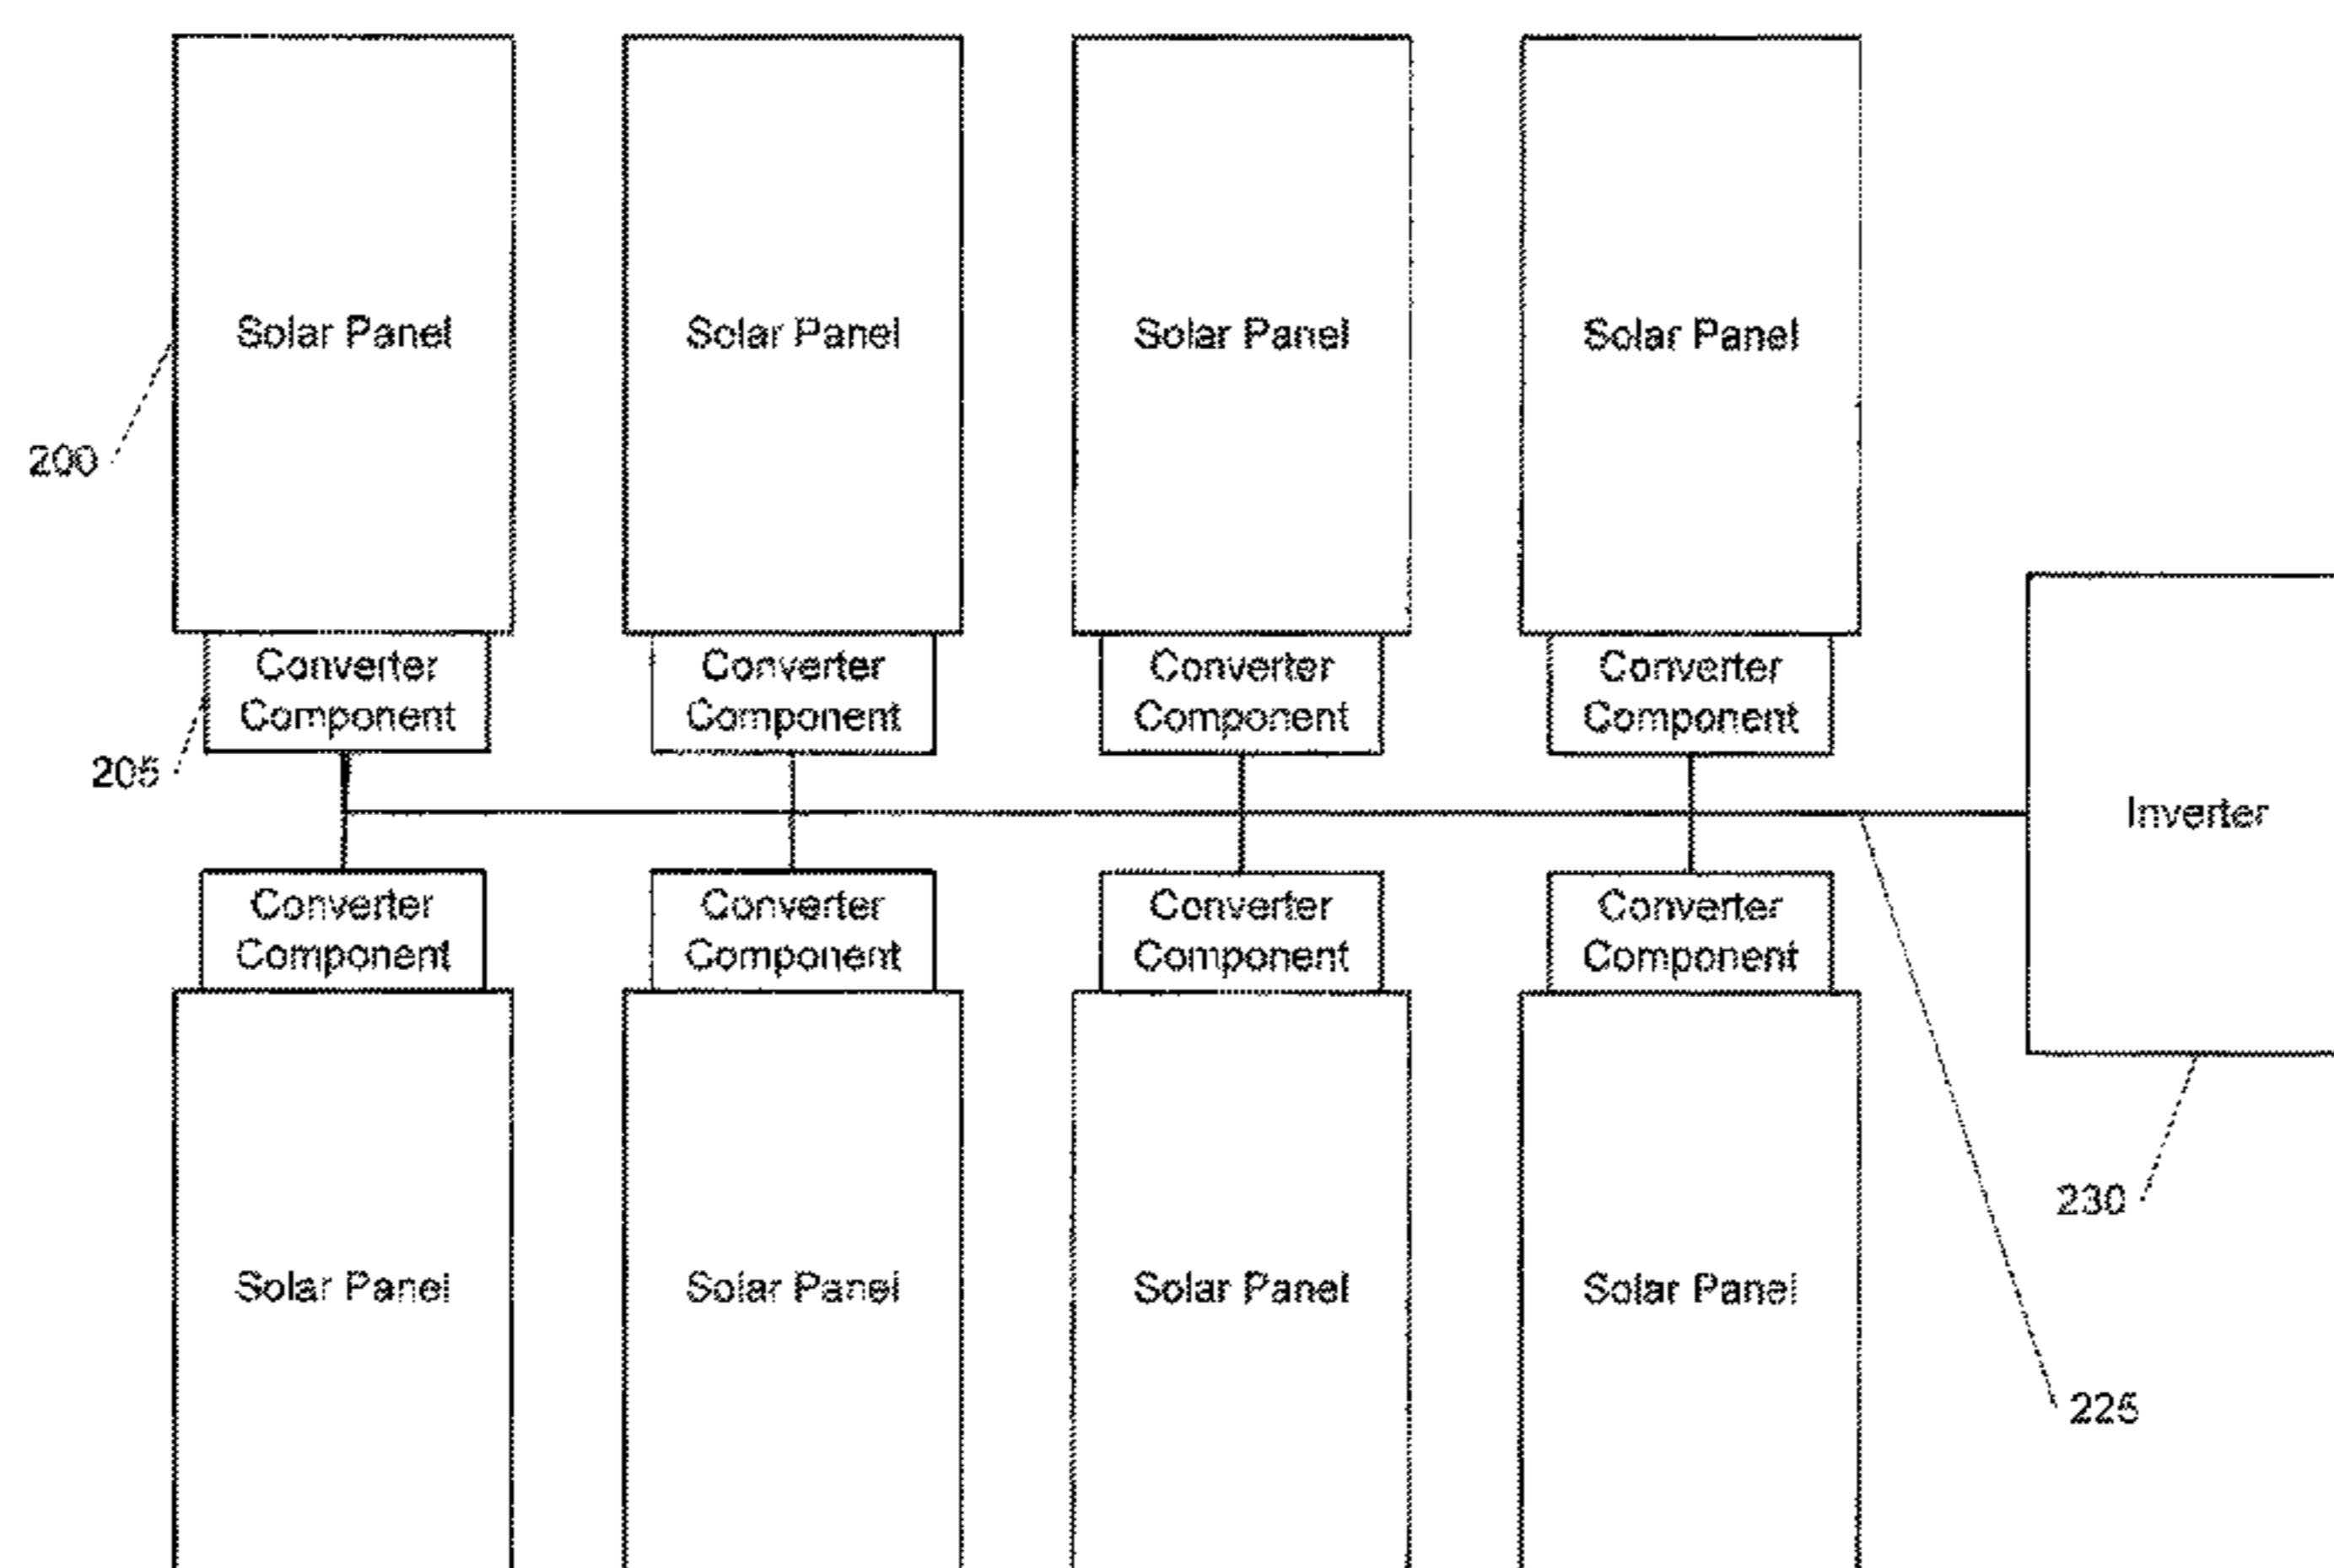 Solar Panel
Solar Panel
Solar Panel
Solar Panel
200
Converter
Component
Converter
Component
Converter
Component
Converter
Component
205
Inverter
Converter
Component
Converter
Component
Converter
Component
Converter
Component
230
Solar Panel
Solar Panel
Solar Panel
Solar Panel
225